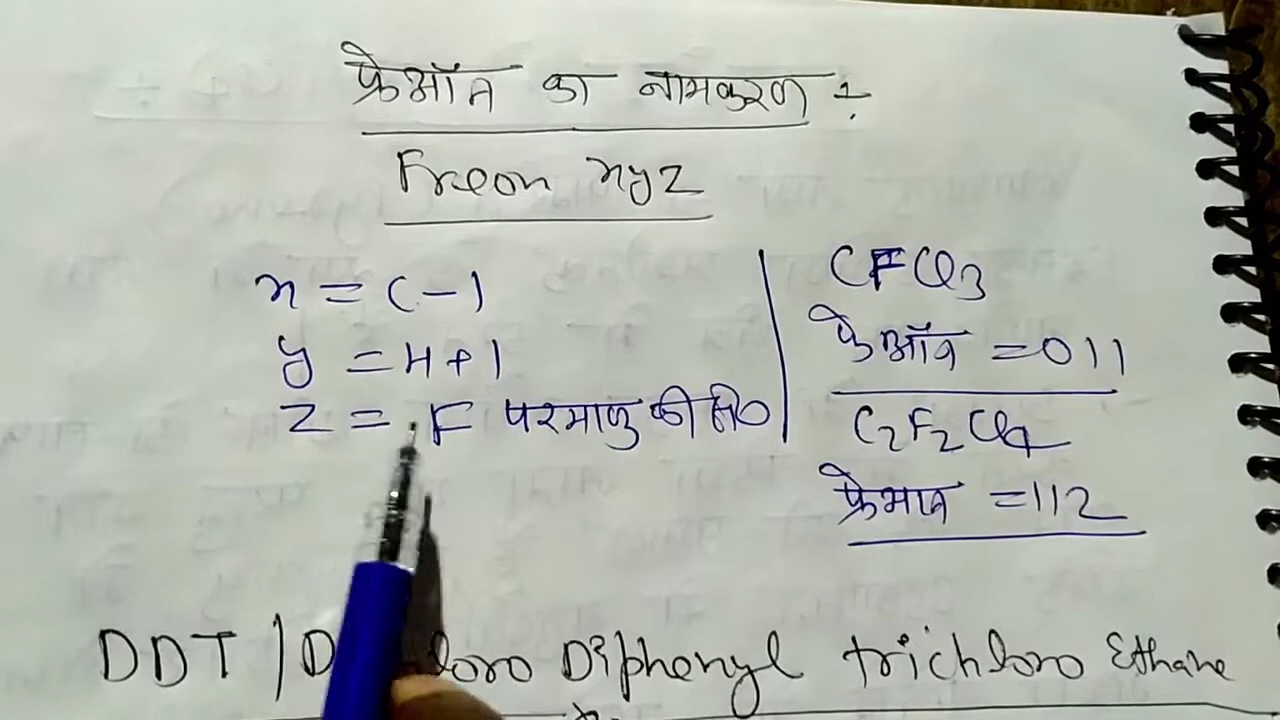 फ्रेऑन का नामकरण :-
Freon xyz
x = C-1
y = H+1
z = F परमाणु की सं०
CFCl3
फ्रेऑन = 011
C2F2Cl4
फ्रेऑन = 112
DDT / Diphenyl trichloro Ethane